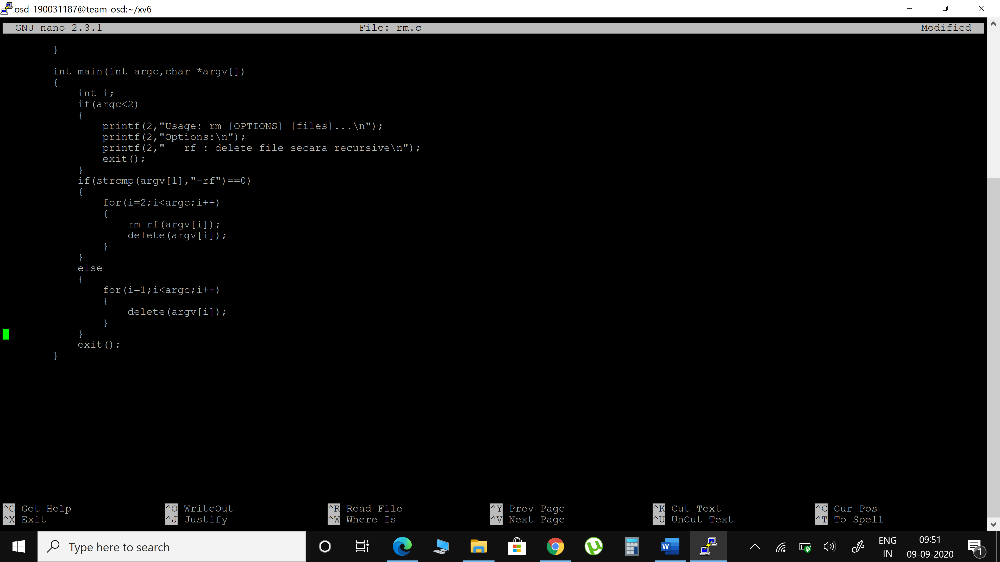 osd-190031187@team-osd:~/xv6
GNU nano 2.3.1 File: rm.c Modified
}
int main(int argc,char *argv[])
{
int i;
if(argc<2)
{
printf(2,"Usage: rm [OPTIONS] [files]...\n");
printf(2,"Options:\n");
printf(2,"  -rf : delete file secara recursive\n");
exit();
}
if(strcmp(argv[1],"-rf")==0)
{
for(i=2;i<argc;i++)
{
rm_rf(argv[i]);
delete(argv[i]);
}
}
else
{
for(i=1;i<argc;i++)
{
delete(argv[i]);
}
}
exit();
}
^G Get Help ^O WriteOut ^R Read File ^Y Prev Page ^K Cut Text ^C Cur Pos
^X Exit ^J Justify ^W Where Is ^V Next Page ^U UnCut Text ^T To Spell
Type here to search
W
ENG
IN
09:51
09-09-2020
1